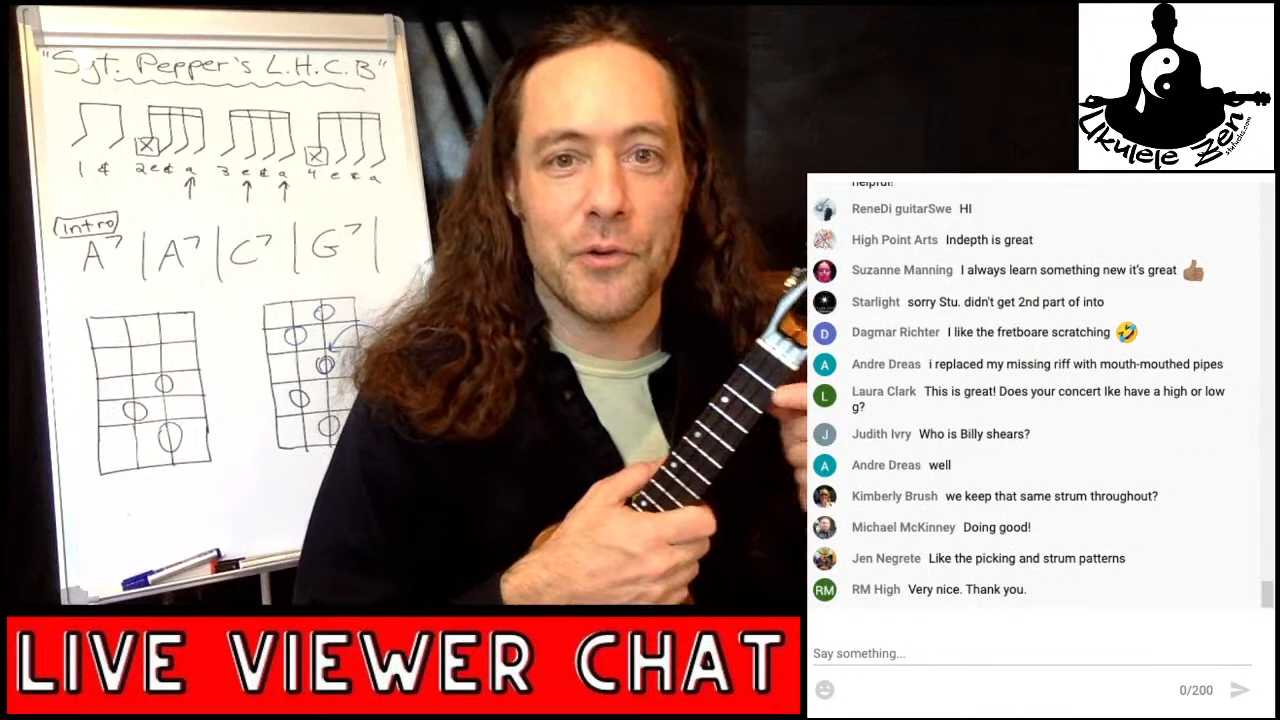 "Sgt. Pepper's L.H.C.B"
1 & 2 e & a 3 e & a 4 e & a
Intro
A7 | A7 | C7 | G7 |
Ukulele Zen
helpful!
ReneDi guitarSwe HI
High Point Arts Indepth is great
Suzanne Manning I always learn something new it's great 👍🏽
Starlight sorry Stu. didn't get 2nd part of into
Dagmar Richter I like the fretboare scratching 🤣
Andre Dreas i replaced my missing riff with mouth-mouthed pipes
Laura Clark This is great! Does your concert lke have a high or low
g?
Judith Ivry Who is Billy shears?
Andre Dreas well
Kimberly Brush we keep that same strum throughout?
Michael McKinney Doing good!
Jen Negrete Like the picking and strum patterns
RM High Very nice. Thank you.
Say something...
0/200
LIVE VIEWER CHAT